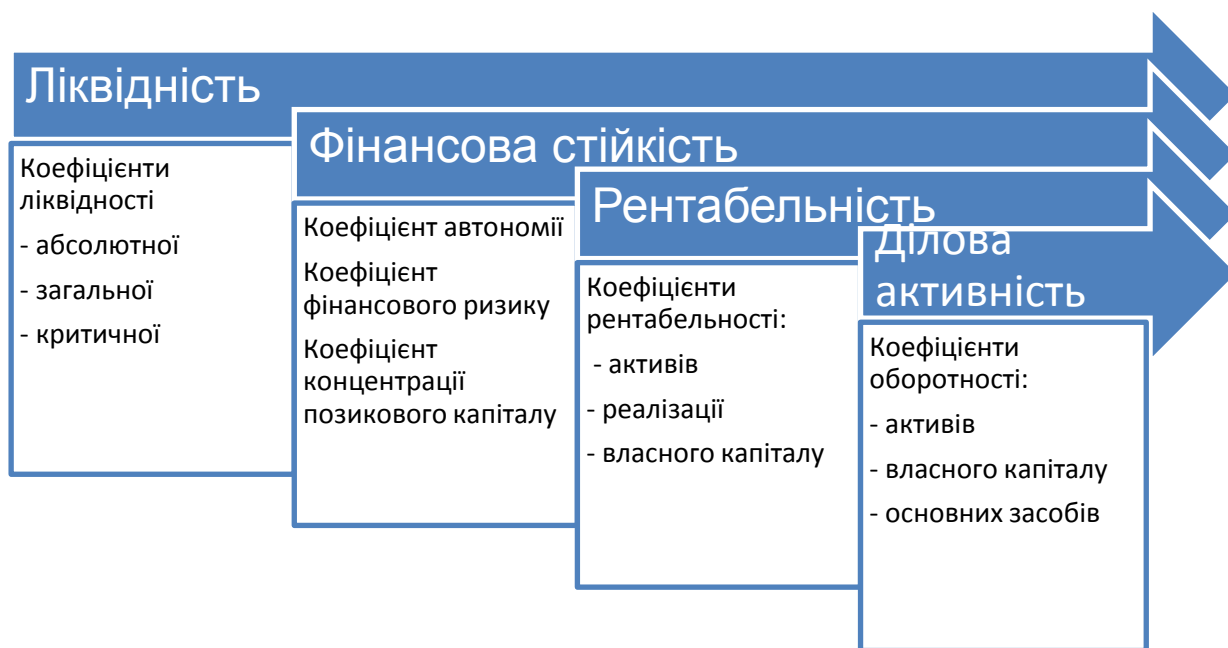 Ліквідність
Коефіцієнти
ліквідності
- абсолютної
- загальної
- критичної
Фінансова стійкість
Коефіцієнт автономії
Коефіцієнт
фінансового ризику
Коефіцієнт
концентрації
позикового капіталу
Рентабельність
Коефіцієнти
рентабельності:
- активів
- реалізації
- власного капіталу
Ділова
активність
Коефіцієнти
оборотності:
- активів
- власного капіталу
- основних засобів